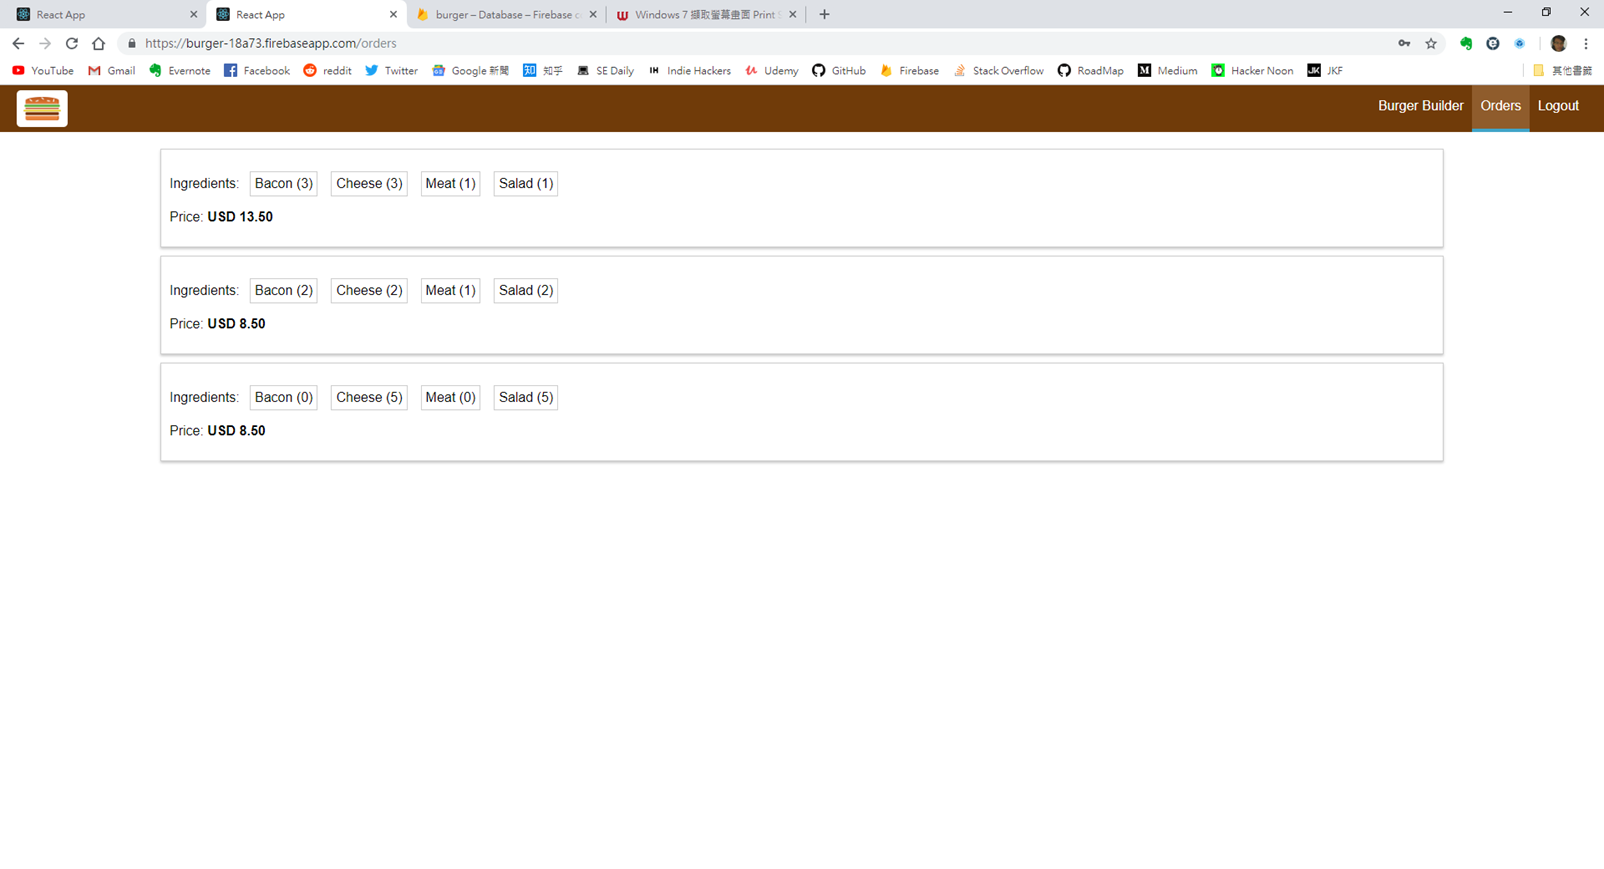 React App
React App
burger – Database – Firebase c
Windows 7 擷取螢幕畫面 Print S
https://burger-18a73.firebaseapp.com/orders
YouTube Gmail Evernote Facebook reddit Twitter Google 新聞 知乎 SE Daily IH Indie Hackers Udemy GitHub Firebase Stack Overflow RoadMap Medium Hacker Noon JK JKF 其他書籤
Burger Builder Orders Logout
Ingredients: Bacon (3) Cheese (3) Meat (1) Salad (1)
Price: USD 13.50
Ingredients: Bacon (2) Cheese (2) Meat (1) Salad (2)
Price: USD 8.50
Ingredients: Bacon (0) Cheese (5) Meat (0) Salad (5)
Price: USD 8.50